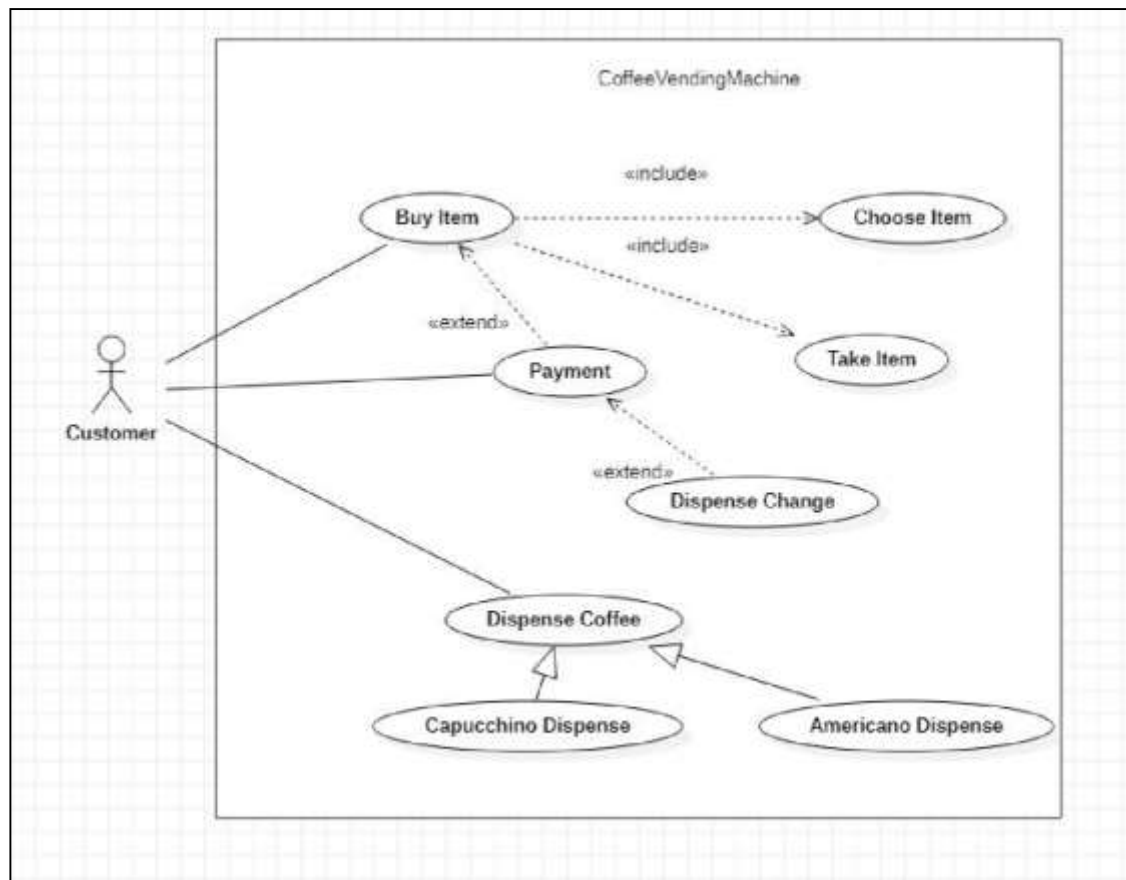 CoffeeVendingMachine
«include»
Buy Item
Choose Item
«include»
«extend»
Payment
Take Item
Customer
«extend»
Dispense Change
Dispense Coffee
Capucchino Dispense
Americano Dispense